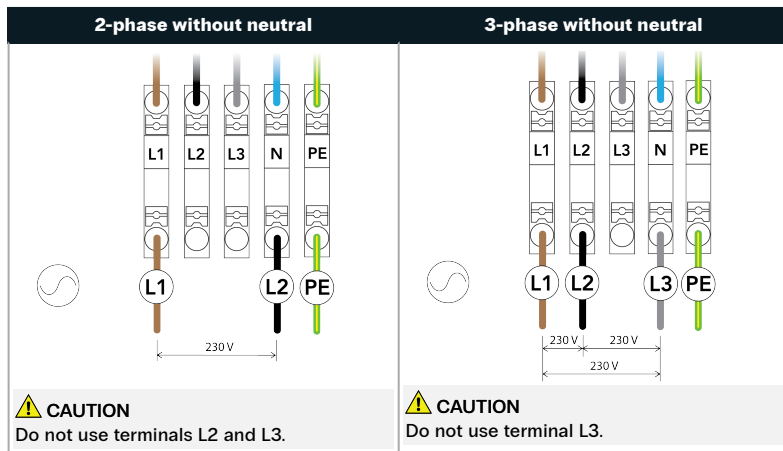 2-phase without neutral
L1 L2 L3 N PE
L1 L2 PE
230 V
CAUTION
Do not use terminals L2 and L3.
3-phase without neutral
L1 L2 L3 N PE
L1 L2 L3 PE
230 V 230 V
230 V
CAUTION
Do not use terminal L3.